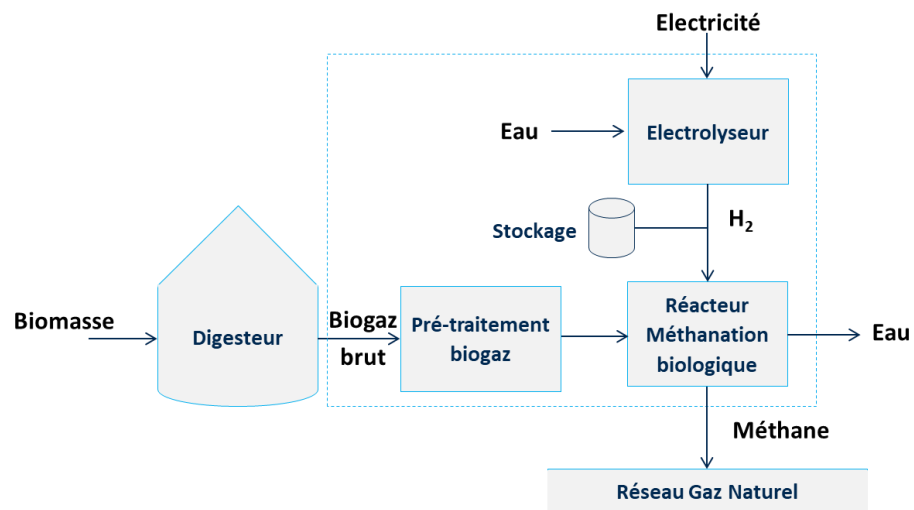 Electricité
Eau
Electrolyseur
Stockage
H₂
Biomasse
Digesteur
Biogaz
brut
Pré-traitement
biogaz
Réacteur
Méthanation
biologique
Eau
Méthane
Réseau Gaz Naturel